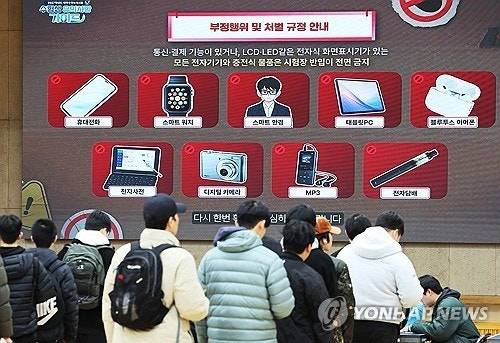 부정행위 및 처벌 규정 안내
통신·결제 기능이 있거나, LCD·LED같은 전자식 화면표시기가 있는
모든 전자기기와 충전식 물품은 시험장 반입이 전면 금지
휴대전화
스마트 워치
스마트 안경
태블릿PC
블루투스 이어폰
전자사전
디지털 카메라
MP3
전자담배
다시 한번
NIKE
YONHAP NEWS